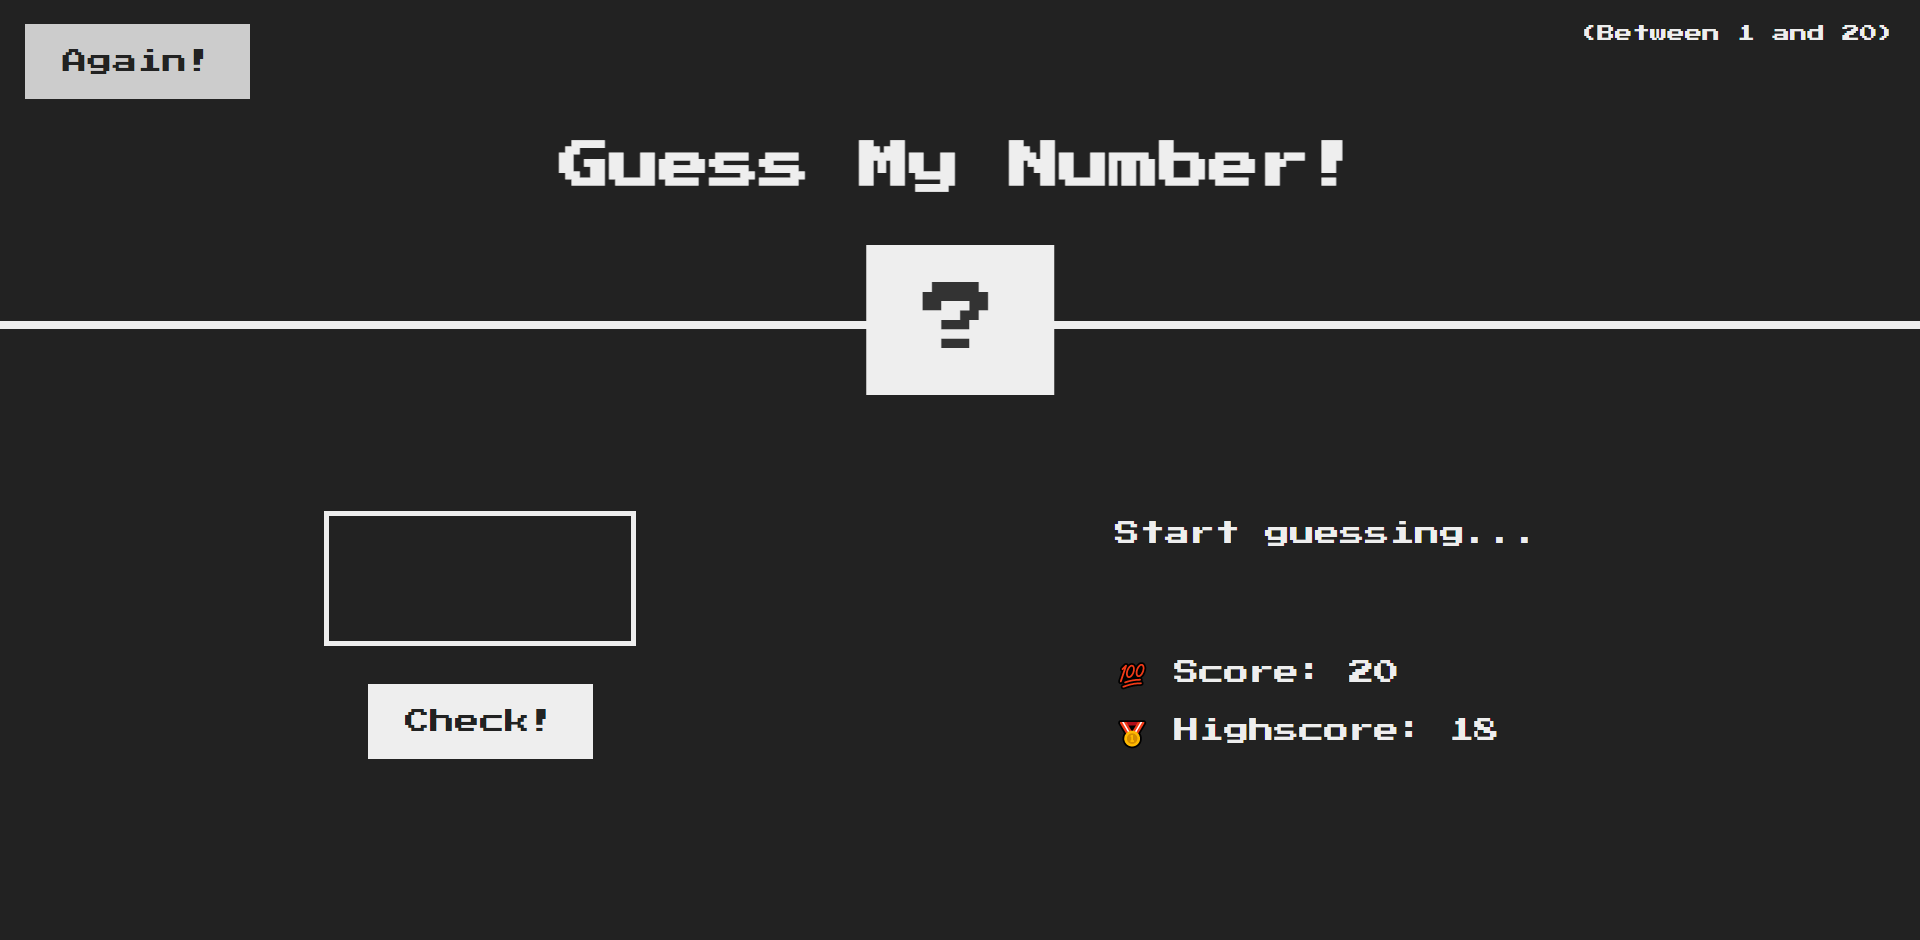 Again!
(Between 1 and 20)
Guess My Number!
?
Start guessing...
Check!
💯 Score: 20
🥇 Highscore: 18